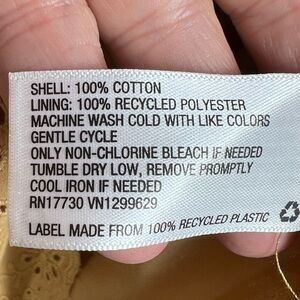 SHELL: 100% COTTON
LINING: 100% RECYCLED POLYESTER
MACHINE WASH COLD WITH LIKE COLORS
GENTLE CYCLE
ONLY NON-CHLORINE BLEACH IF NEEDED
TUMBLE DRY LOW, REMOVE PROMPTLY
COOL IRON IF NEEDED
RN17730 VN1299629
LABEL MADE FROM 100% RECYCLED PLASTIC